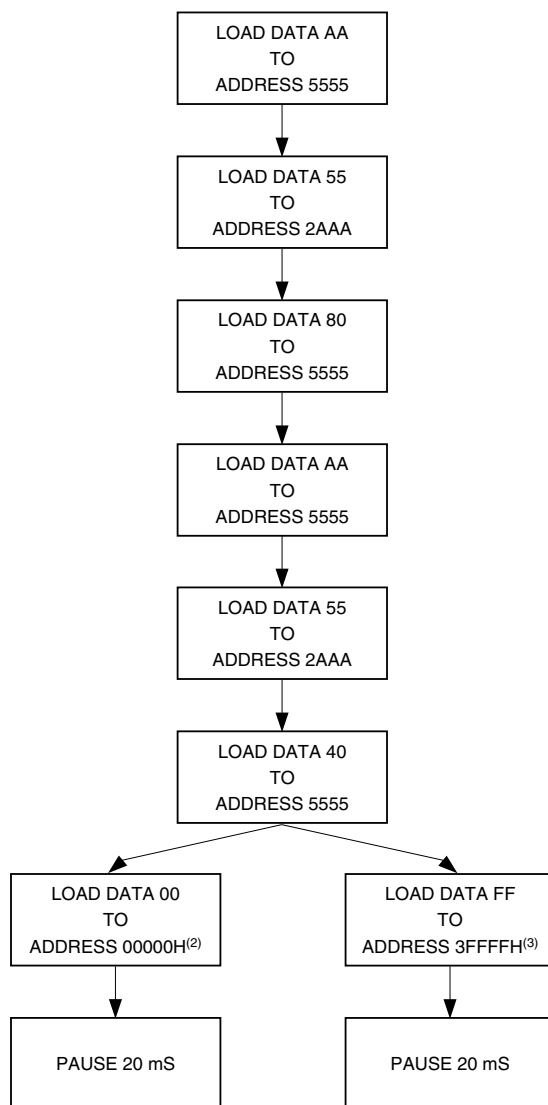 LOAD DATA AA
TO
ADDRESS 5555
LOAD DATA 55
TO
ADDRESS 2AAA
LOAD DATA 80
TO
ADDRESS 5555
LOAD DATA AA
TO
ADDRESS 5555
LOAD DATA 55
TO
ADDRESS 2AAA
LOAD DATA 40
TO
ADDRESS 5555
LOAD DATA 00
TO
ADDRESS 00000H(2)
PAUSE 20 mS
LOAD DATA FF
TO
ADDRESS 3FFFFH(3)
PAUSE 20 mS